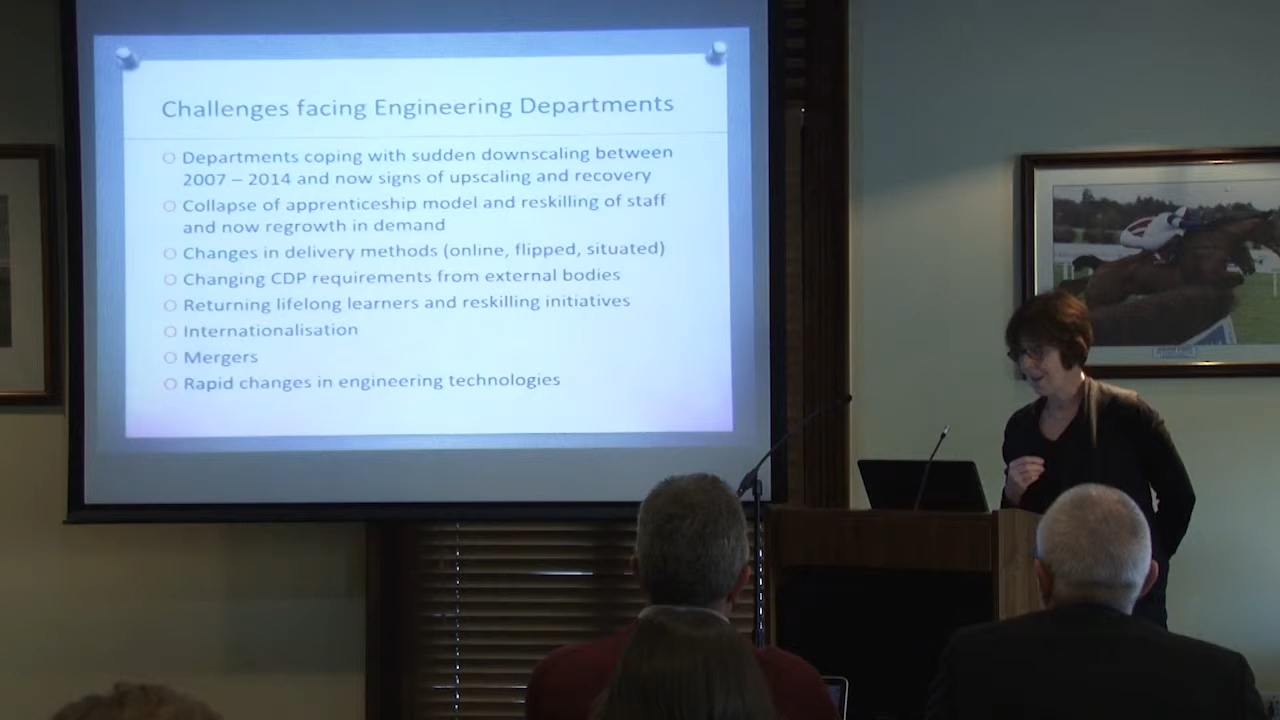 Challenges facing Engineering Departments
Departments coping with sudden downscaling between
2007 – 2014 and now signs of upscaling and recovery
Collapse of apprenticeship model and reskilling of staff
and now regrowth in demand
Changes in delivery methods (online, flipped, situated)
Changing CDP requirements from external bodies
Returning lifelong learners and reskilling initiatives
Internationalisation
Mergers
Rapid changes in engineering technologies